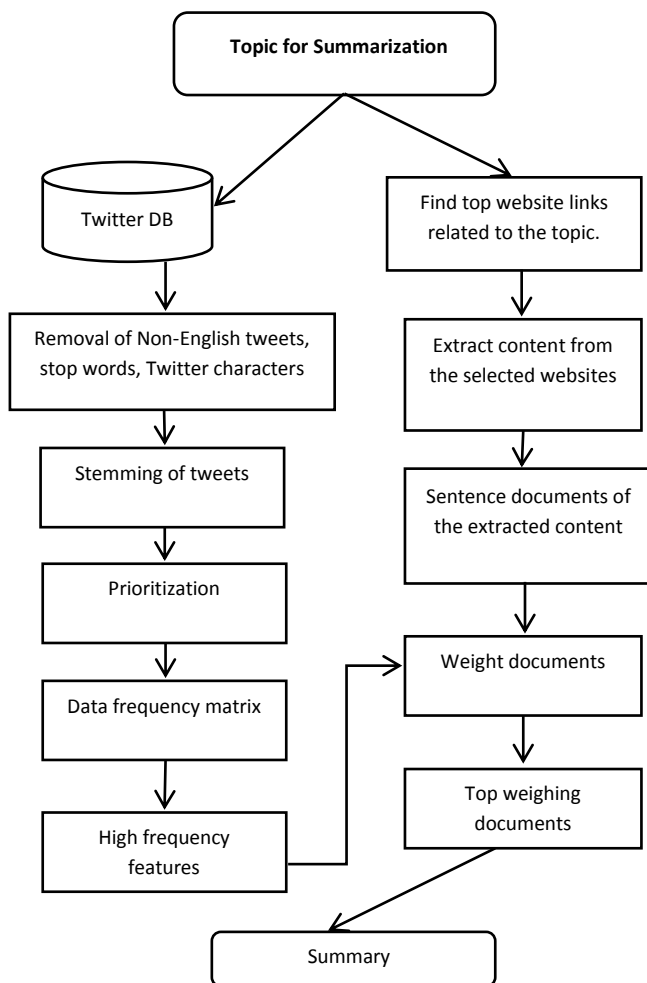 Topic for Summarization
Twitter DB
Find top website links
related to the topic.
Removal of Non-English tweets,
stop words, Twitter characters
Extract content from
the selected websites
Stemming of tweets
Sentence documents of
the extracted content
Prioritization
Weight documents
Data frequency matrix
Top weighing
documents
High frequency
features
Summary